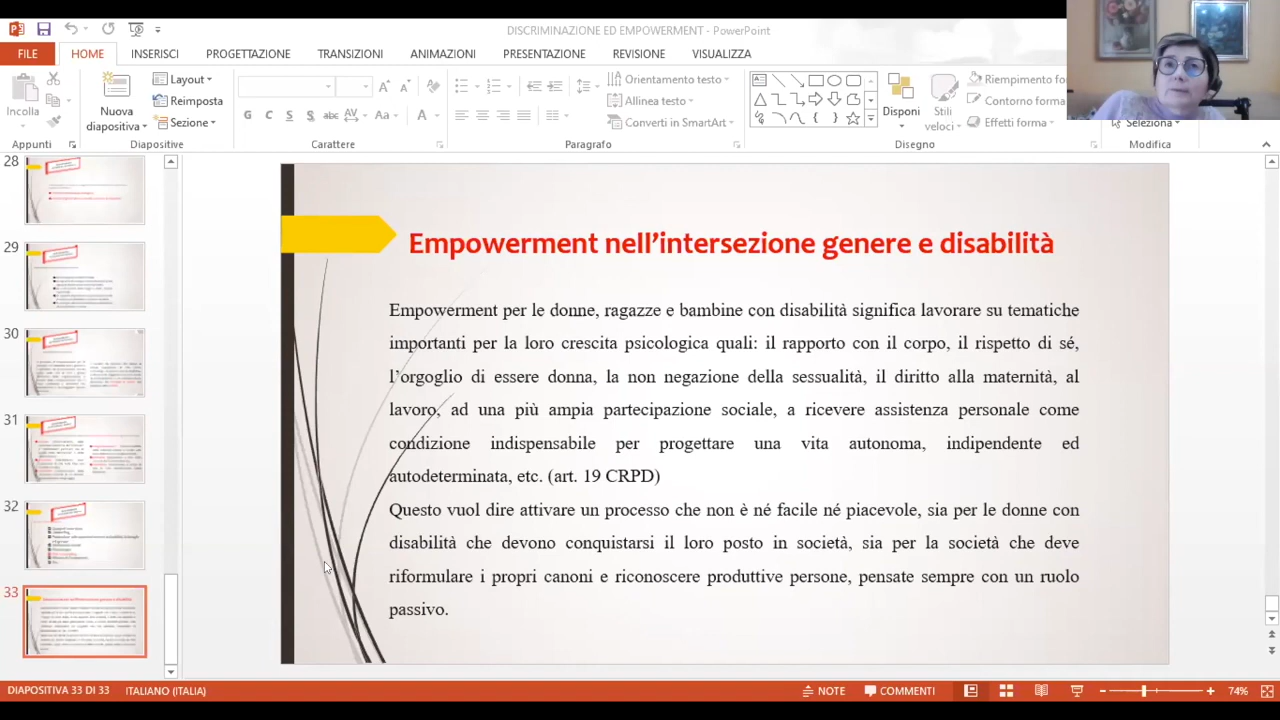 DISCRIMINAZIONE ED EMPOWERMENT - PowerPoint
FILE HOME INSERISCI PROGETTAZIONE TRANSIZIONI ANIMAZIONI PRESENTAZIONE REVISIONE VISUALIZZA
Incolla
Nuova diapositiva
Layout
Reimposta
Sezione
G C S S abc AV Aa A
Orientamento testo
Allinea testo
Converti in SmartArt
Disponi
Stili veloci
Riempimento fo
Contorno forma
Effetti forma
Seleziona
Appunti Diapositive Carattere Paragrafo Disegno Modifica
28
29
30
31
32
33
Empowerment nell'intersezione genere e disabilità
Empowerment per le donne, ragazze e bambine con disabilità significa lavorare su tematiche
importanti per la loro crescita psicologica quali: il rapporto con il corpo, il rispetto di sé,
l'orgoglio di essere donna, la non negazione della sessualità, il diritto alla maternità, al
lavoro, ad una più ampia partecipazione sociale, a ricevere assistenza personale come
condizione indispensabile per progettare una vita autonoma, indipendente ed
autodeterminata, etc. (art. 19 CRPD)
Questo vuol dire attivare un processo che non è né facile né piacevole, sia per le donne con
disabilità che devono conquistarsi il loro posto in società, sia per la società che deve
riformulare i propri canoni e riconoscere produttive persone, pensate sempre con un ruolo
passivo.
DIAPOSITIVA 33 DI 33 ITALIANO (ITALIA) NOTE COMMENTI 74%